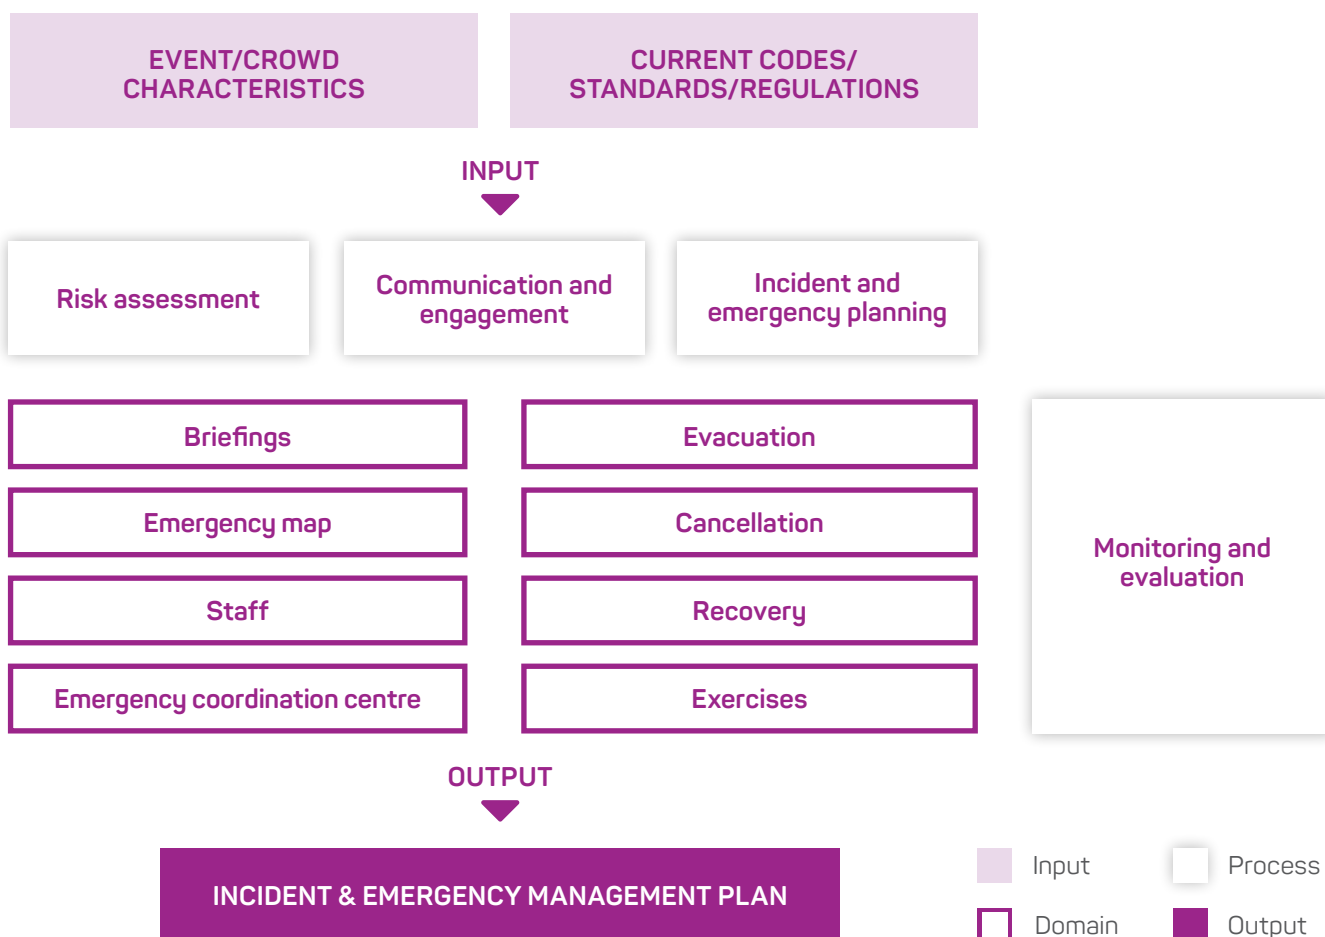 EVENT/CROWD
CHARACTERISTICS
CURRENT CODES/
STANDARDS/REGULATIONS
INPUT
Risk assessment
Communication and
engagement
Incident and
emergency planning
Briefings
Evacuation
Emergency map
Cancellation
Staff
Recovery
Emergency coordination centre
Exercises
Monitoring and
evaluation
OUTPUT
INCIDENT & EMERGENCY MANAGEMENT PLAN
Input
Process
Domain
Output